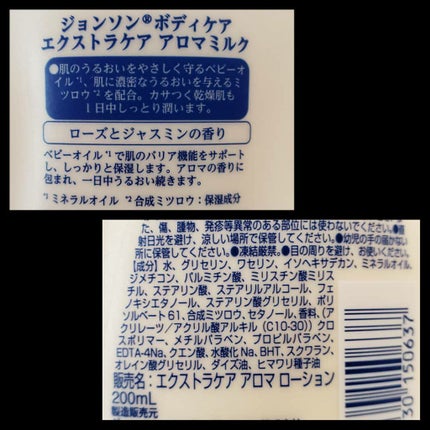 ジョンソン®ボディケア
エクストラケア アロマミルク
●肌のうるおいをやさしく守るベビーオ
イル*¹、肌に濃密なうるおいを与えるミ
ツロウ*²を配合。カサつく乾燥肌も
1日中しっとり潤います。
ローズとジャスミンの香り
ベビーオイル*¹で肌のバリア機能をサポート
し、しっかりと保湿します。アロマの香りに
包まれ、一日中うるおい続きます。
*¹ミネラルオイル *²合成ミツロウ:保湿成分
た、傷、腫物、発疹等異常のある部位には使わないでください。●直
射日光を避け、涼しい場所で保管してください。●幼児の手の届かない
所に保管してください。●凍結厳禁。●目の周りを避け、お使いください。
【成分】水、グリセリン、ワセリン、イソヘキサデカン、ミネラルオイル、
ジメチコン、パルミチン酸、ミリスチン酸ミリス
チル、ステアリン酸、ステアリルアルコール、フェ
ノキシエタノール、ステアリン酸グリセリル、ポリ
ソルベート61、合成ミツロウ、セタノール、香料、(ア
クリレーツ/アクリル酸アルキル(C10-30))クロ
スポリマー、メチルパラベン、プロピルパラベン、
EDTA-4Na、クエン酸、水酸化Na、BHT、スクワラン、
オレイン酸グリセリル、ダイズ油、ヒマワリ種子油
販売名:エクストラケア アロマ ローション
200mL
製造販売元
30150637